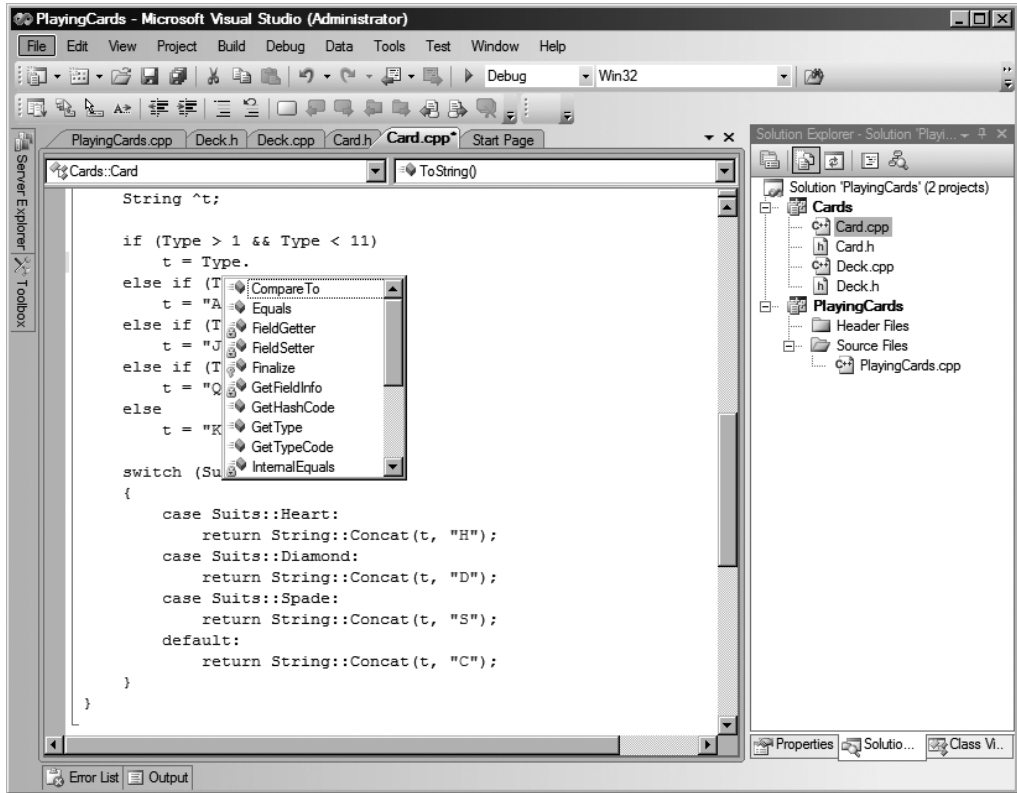 PlayingCards - Microsoft Visual Studio (Administrator)
File Edit View Project Build Debug Data Tools Test Window Help
Debug Win32
PlayingCards.cpp Deck.h Deck.cpp Card.h Card.cpp* Start Page
Cards::Card ToString()
Server Explorer
Toolbox
String ^t;
if (Type > 1 && Type < 11)
t = Type.
else if (T
t = "A
else if (T
t = "J
else if (T
t = "Q
else
t = "K
switch (Su
{
case Suits::Heart:
return String::Concat(t, "H");
case Suits::Diamond:
return String::Concat(t, "D");
case Suits::Spade:
return String::Concat(t, "S");
default:
return String::Concat(t, "C");
}
}
CompareTo
Equals
FieldGetter
FieldSetter
Finalize
GetFieldInfo
GetHashCode
GetType
GetTypeCode
InternalEquals
Solution Explorer - Solution 'Playi...
Solution 'PlayingCards' (2 projects)
Cards
Card.cpp
Card.h
Deck.cpp
Deck.h
PlayingCards
Header Files
Source Files
PlayingCards.cpp
Properties Solutio... Class Vi..
Error List Output